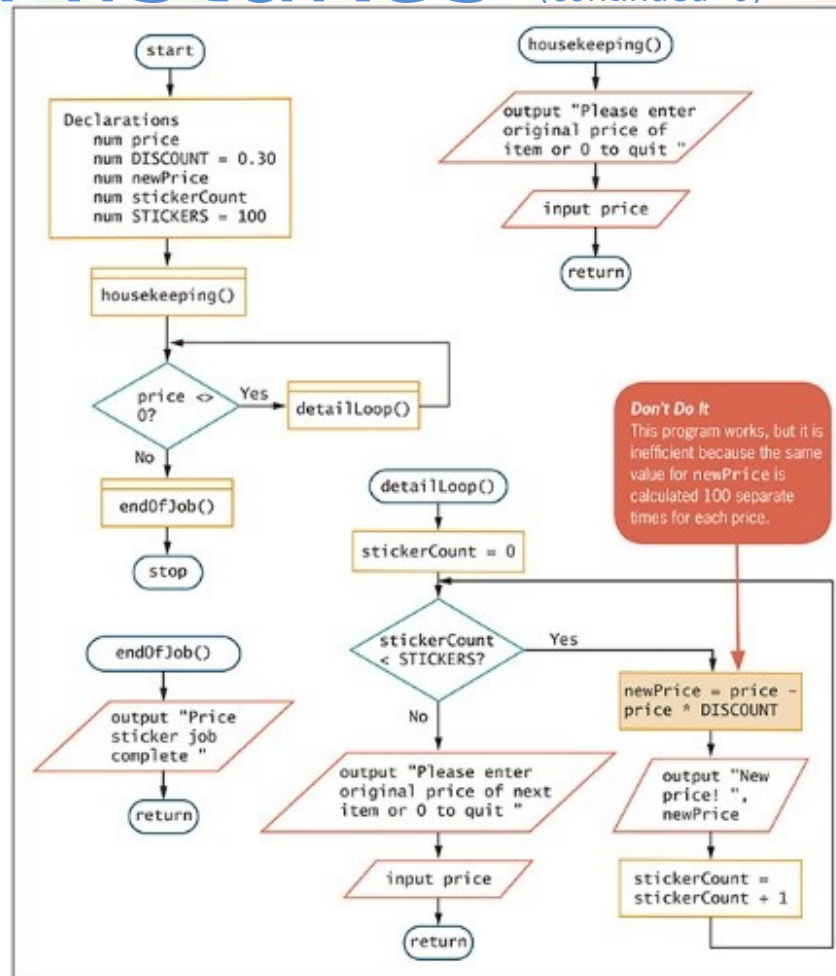 (continued
start
Declarations
num price
num DISCOUNT = 0.30
num newPrice
num stickerCount
num STICKERS = 100
housekeeping()
price <>
0?
Yes
detailLoop()
No
endOfJob()
stop
housekeeping()
output "Please enter
original price of
item or 0 to quit "
input price
return
Don't Do It
This program works, but it is
inefficient because the same
value for newPrice is
calculated 100 separate
times for each price.
endOfJob()
output "Price
sticker job
complete "
return
detailLoop()
stickerCount = 0
stickerCount
< STICKERS?
Yes
No
output "Please enter
original price of next
item or 0 to quit "
input price
return
newPrice = price -
price * DISCOUNT
output "New
price! ",
newPrice
stickerCount =
stickerCount + 1